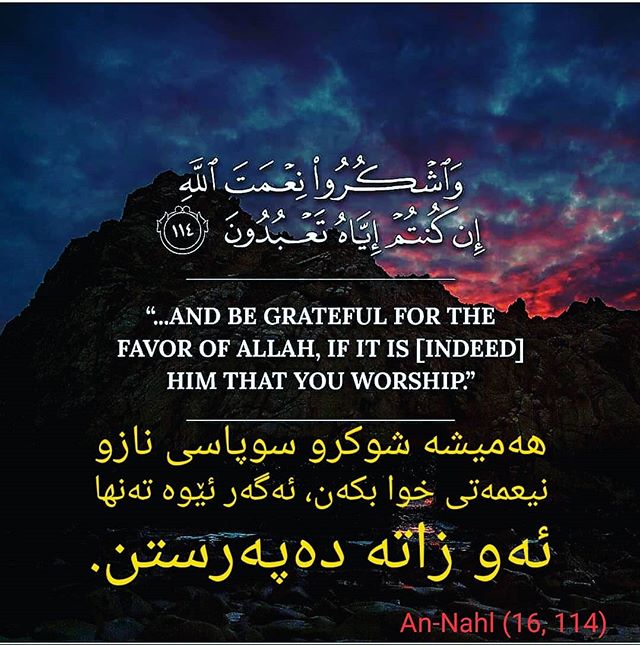 وَٱشۡكُرُواْ نِعۡمَتَ ٱللَّهِ
إِن كُنتُمۡ إِيَّاهُ تَعۡبُدُونَ ١١٤
“...AND BE GRATEFUL FOR THE
FAVOR OF ALLAH, IF IT IS [INDEED]
HIM THAT YOU WORSHIP.”
هەمیشە شوکرو سوپاسی نازو
نیعمەتی خوا بکەن، ئەگەر ئێوە تەنها
ئەو زاتە دەپەرستن.
An-Nahl (16, 114)